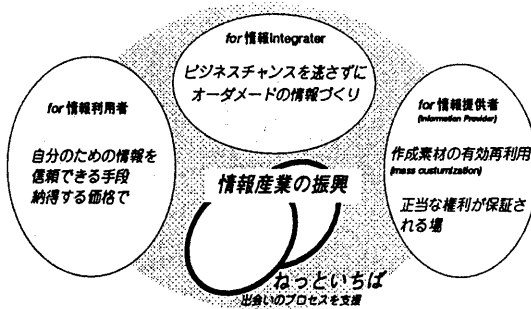 for 情報Integrater
ビジネスチャンスを逃さずに
オーダメードの情報づくり
for 情報利用者
自分のための情報を
信頼できる手段
納得する価格で
for 情報提供者
(Information Provider)
作成素材の有効再利用
(mass custumization)
正当な権利が保証さ
れる場
情報産業の振興
ねっといちば
出会いのプロセスを支援